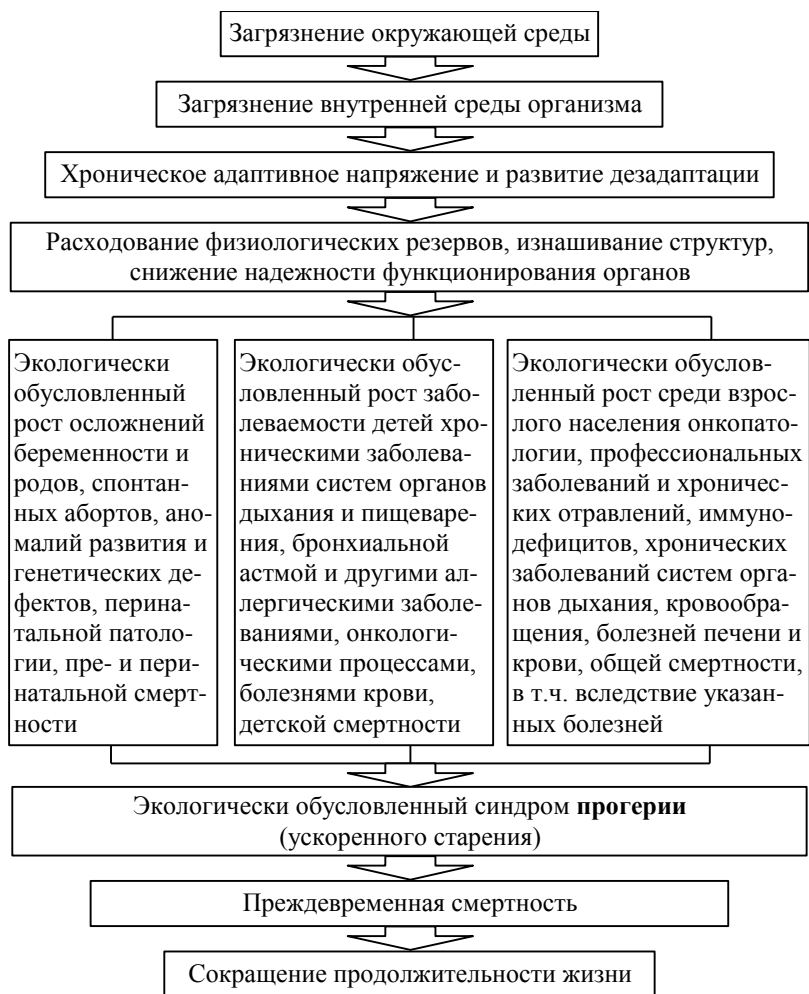 Загрязнение окружающей среды
Загрязнение внутренней среды организма
Хроническое адаптивное напряжение и развитие дезадаптации
Расходование физиологических резервов, изнашивание структур,
снижение надежности функционирования органов
Экологически
обусловленный
рост осложнений
беременности и
родов, спонтан-
ных абортов, ано-
малий развития и
генетических де-
фектов, перина-
тальной патоло-
гии, пре- и пери-
натальной смерт-
ности
Экологически обус-
ловленный рост забо-
леваемости детей хро-
ническими заболева-
ниями систем органов
дыхания и пищеваре-
ния, бронхиальной
астмой и другими ал-
лергическими заболе-
ваниями, онкологи-
ческими процессами,
болезнями крови,
детской смертности
Экологически обуслов-
ленный рост среди взрос-
лого населения онкопато-
логии, профессиональных
заболеваний и хроничес-
ких отравлений, иммуно-
дефицитов, хронических
заболеваний систем орга-
нов дыхания, кровообра-
щения, болезней печени и
крови, общей смертности,
в т.ч. вследствие указан-
ных болезней
Экологически обусловленный синдром прогерии
(ускоренного старения)
Преждевременная смертность
Сокращение продолжительности жизни